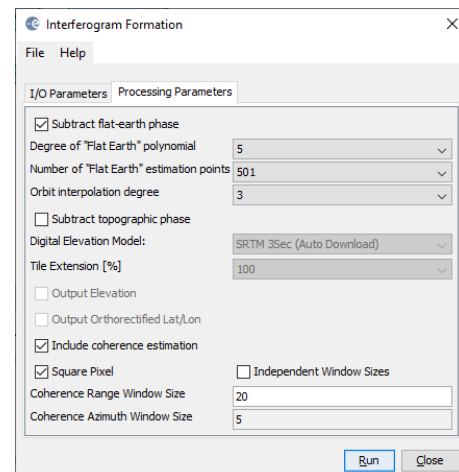 Interferogram Formation
File Help
I/O Parameters Processing Parameters
Subtract flat-earth phase
Degree of "Flat Earth" polynomial 5
Number of "Flat Earth" estimation points 501
Orbit interpolation degree 3
Subtract topographic phase
Digital Elevation Model: SRTM 3Sec (Auto Download)
Tile Extension [%] 100
Output Elevation
Output Orthorectified Lat/Lon
Include coherence estimation
Square Pixel Independent Window Sizes
Coherence Range Window Size 20
Coherence Azimuth Window Size 5
Run Close